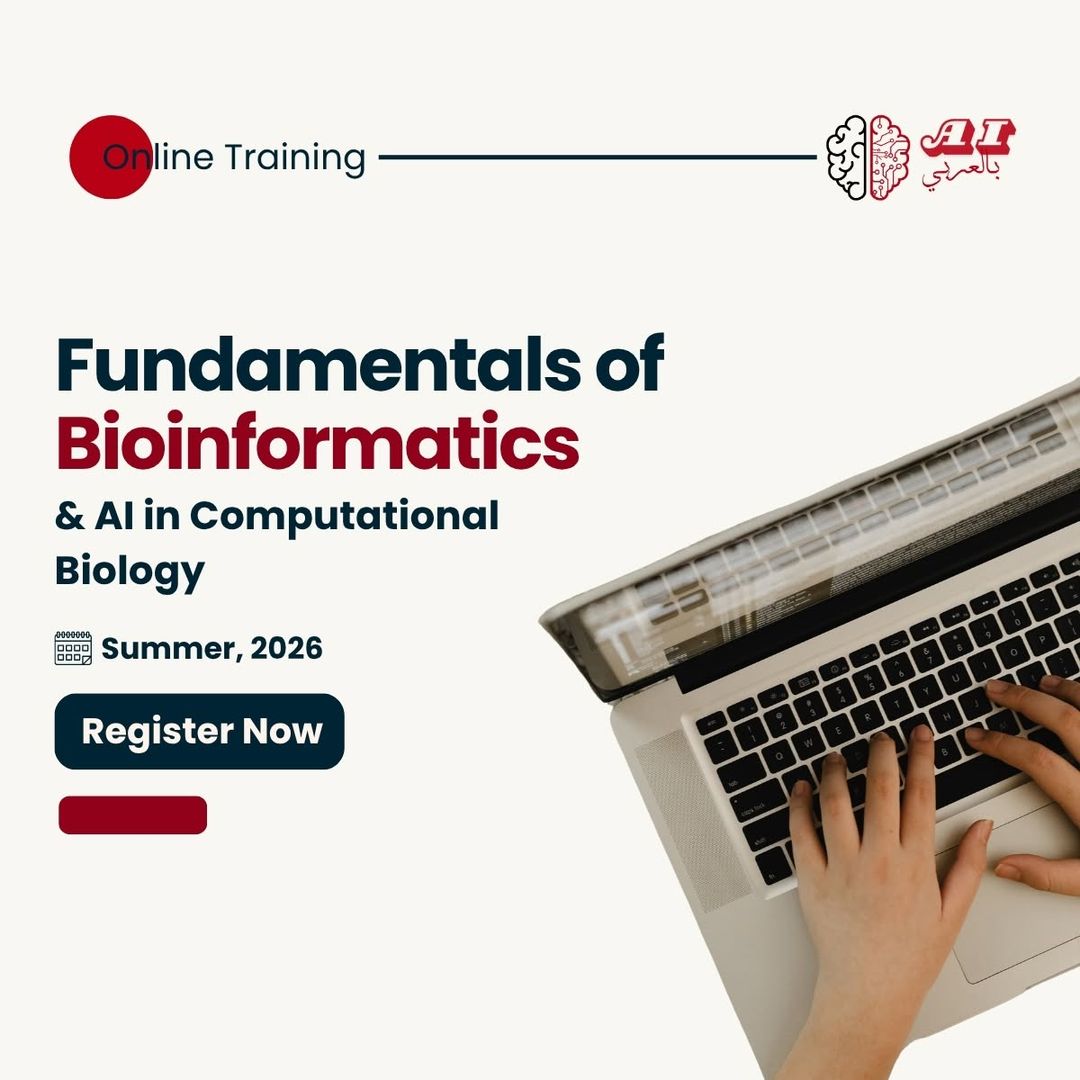 Online Training
AI
بالعربي
Fundamentals of
Bioinformatics
& AI in Computational
Biology
Summer, 2026
Register Now